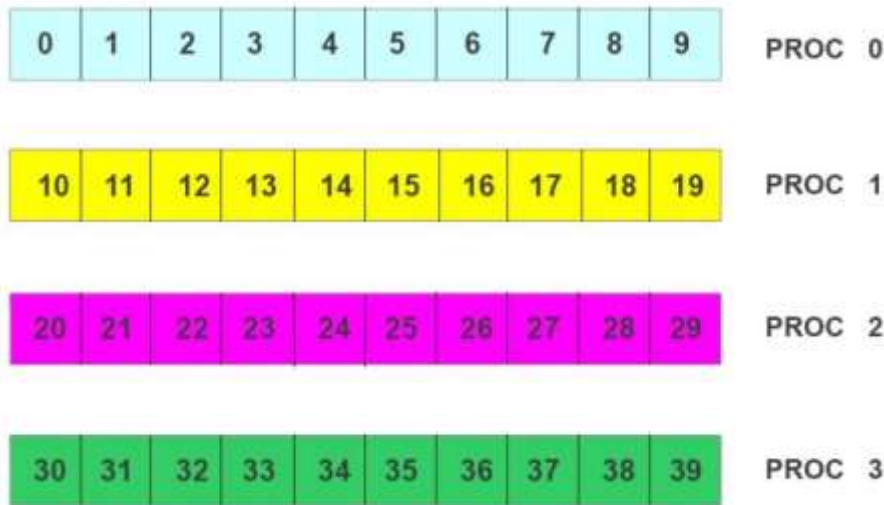 0 1 2 3 4 5 6 7 8 9 PROC 0
10 11 12 13 14 15 16 17 18 19 PROC 1
20 21 22 23 24 25 26 27 28 29 PROC 2
30 31 32 33 34 35 36 37 38 39 PROC 3